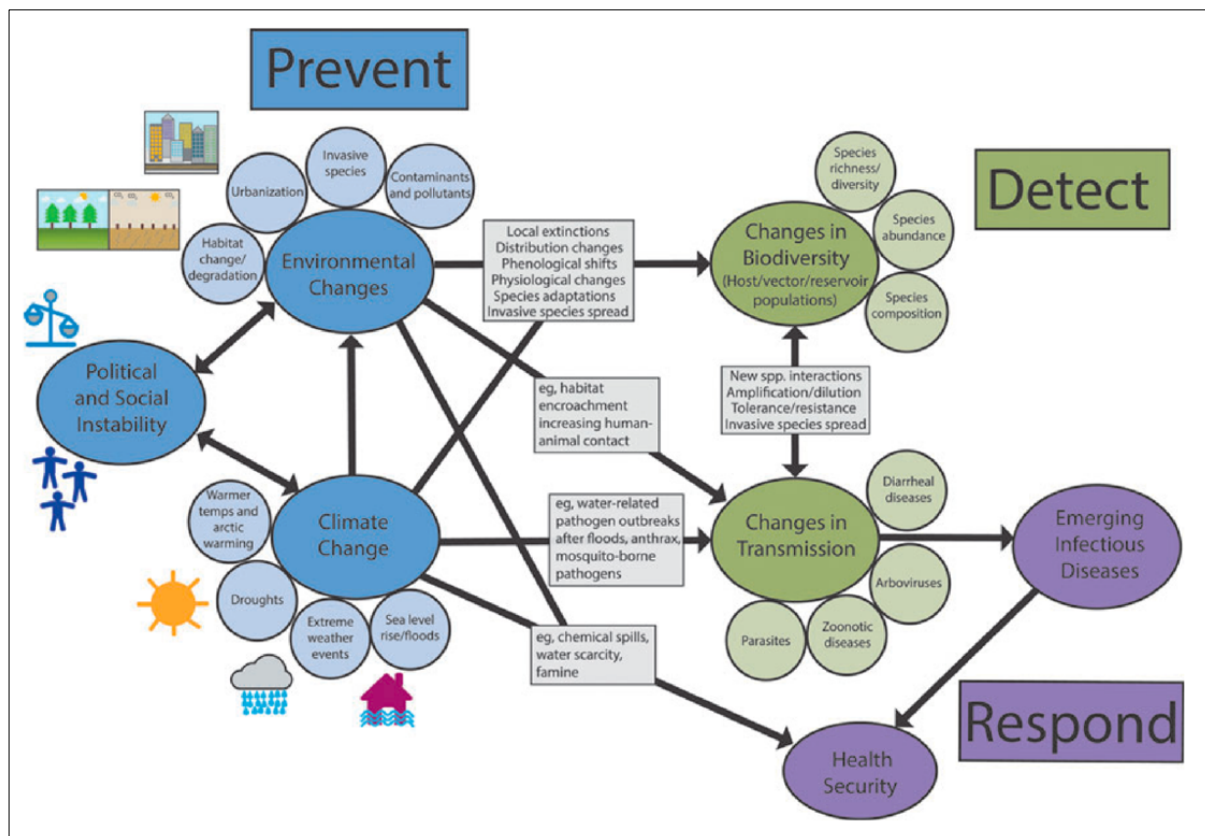 Prevent
Invasive
species
Urbanization
Contaminants
and pollutants
Habitat
change/
degradation
Environmental
Changes
Local extinctions
Distribution changes
Phenological shifts
Physiological changes
Species adaptations
Invasive species spread
Species
richness/
diversity
Detect
Changes in
Biodiversity
(Host/vector/reservoir
populations)
Species
abundance
Species
composition
Political
and Social
Instability
eg, habitat
encroachment
increasing human-
animal contact
New spp. interactions
Amplification/dilution
Tolerance/resistance
Invasive species spread
Warmer
temps and
arctic
warming
Climate
Change
Droughts
Extreme
weather
events
Sea level
rise/floods
eg, water-related
pathogen outbreaks
after floods, anthrax,
mosquito-borne
pathogens
Changes in
Transmission
Diarrheal
diseases
Arboviruses
Zoonotic
diseases
Parasites
Emerging
Infectious
Diseases
eg, chemical spills,
water scarcity,
famine
Respond
Health
Security